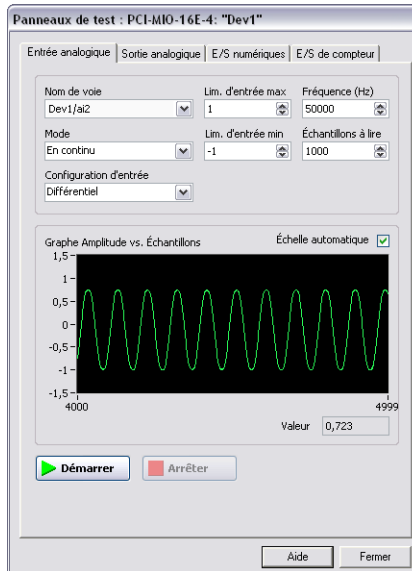 Panneaux de test : PCI-MIO-16E-4: "Dev1"
Entrée analogique Sortie analogique E/S numériques E/S de compteur
Nom de voie Lim. d'entrée max Fréquence (Hz)
Dev1/ai2 1 50000
Mode Lim. d'entrée min Échantillons à lire
En continu -1 1000
Configuration d'entrée
Différentiel
Graphe Amplitude vs. Échantillons Échelle automatique
1,5
1
0,5
0
-0,5
-1
-1,5
4000 4999
Valeur 0,723
Démarrer Arrêter
Aide Fermer